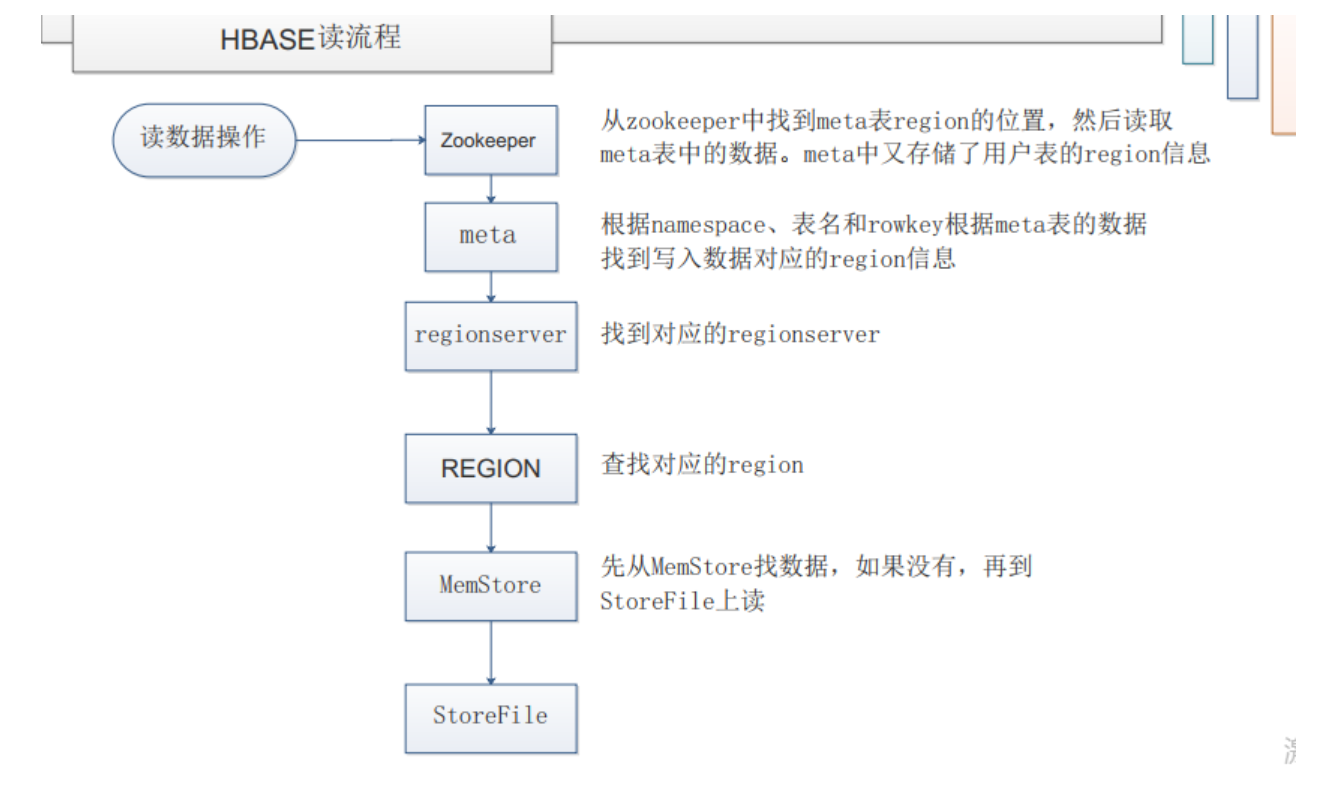 HBASE读流程
读数据操作
Zookeeper
从zookeeper中找到meta表region的位置，然后读取
meta表中的数据。meta中又存储了用户表的region信息
meta
根据namespace、表名和rowkey根据meta表的数据
找到写入数据对应的region信息
regionserver
找到对应的regionserver
REGION
查找对应的region
MemStore
先从MemStore找数据，如果没有，再到
StoreFile上读
StoreFile